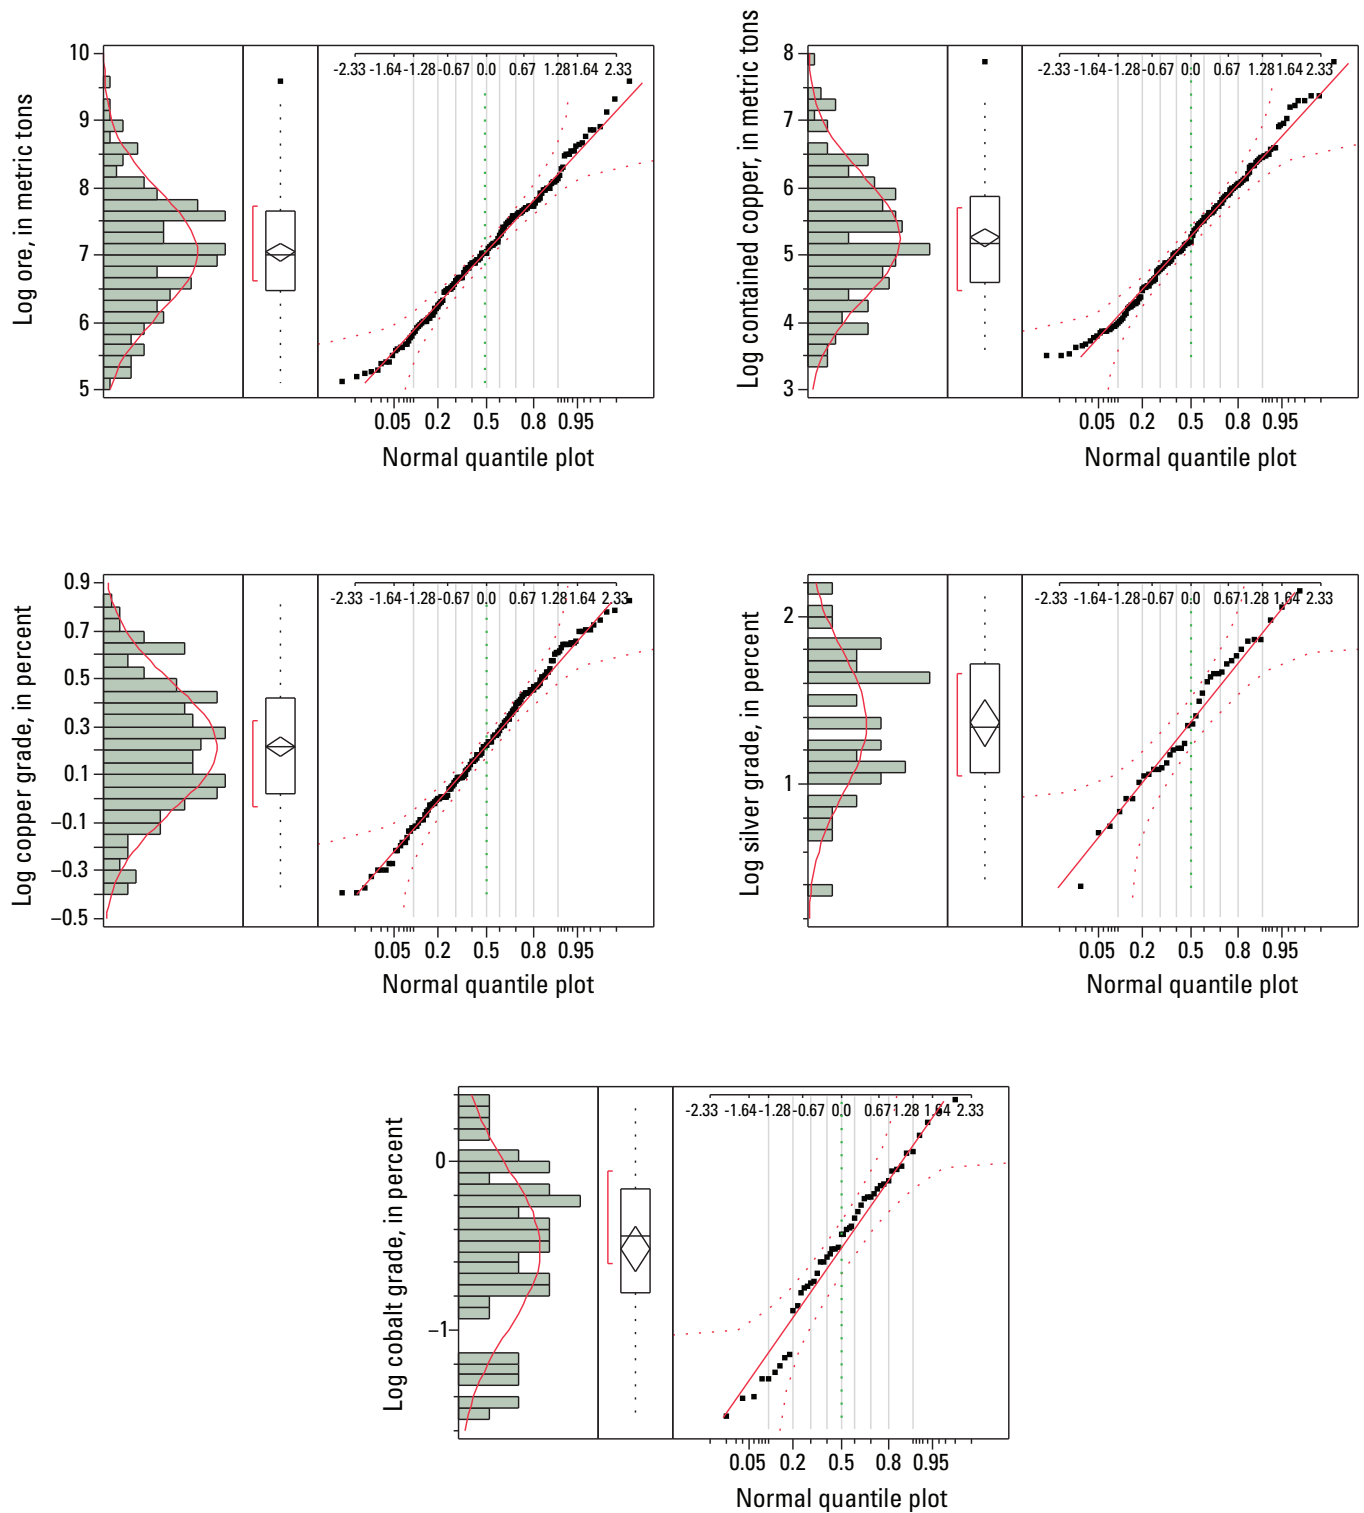 Log ore, in metric tons
10
9
8
7
6
5
-2.33 -1.64 -1.28 -0.67 0.0 0.67 1.28 1.64 2.33
0.05 0.2 0.5 0.8 0.95
Normal quantile plot
Log contained copper, in metric tons
8
7
6
5
4
3
-2.33 -1.64 -1.28 -0.67 0.0 0.67 1.28 1.64 2.33
0.05 0.2 0.5 0.8 0.95
Normal quantile plot
Log copper grade, in percent
0.9
0.7
0.5
0.3
0.1
−0.1
−0.3
−0.5
-2.33 -1.64 -1.28 -0.67 0.0 0.67 1.28 1.64 2.33
0.05 0.2 0.5 0.8 0.95
Normal quantile plot
Log silver grade, in percent
2
1
-2.33 -1.64 -1.28 -0.67 0.0 0.67 1.28 1.64 2.33
0.05 0.2 0.5 0.8 0.95
Normal quantile plot
Log cobalt grade, in percent
0
−1
-2.33 -1.64 -1.28 -0.67 0.0 0.67 1.28 1.64 2.33
0.05 0.2 0.5 0.8 0.95
Normal quantile plot